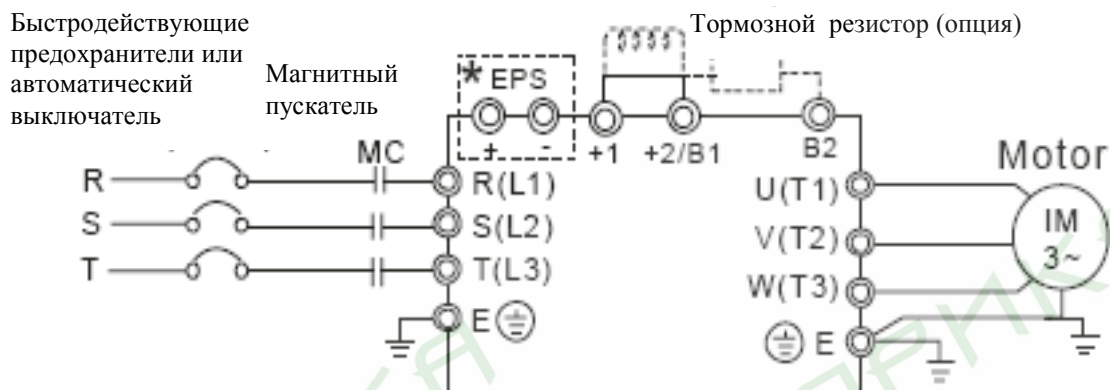 Быстродействующие
предохранители или
автоматический
выключатель
Магнитный
пускатель
Тормозной резистор (опция)
* EPS
+ -
+1
+2/B1
B2
MC
Motor
R
R(L1)
U(T1)
S
S(L2)
V(T2)
IM
3~
T
T(L3)
W(T3)
E
E